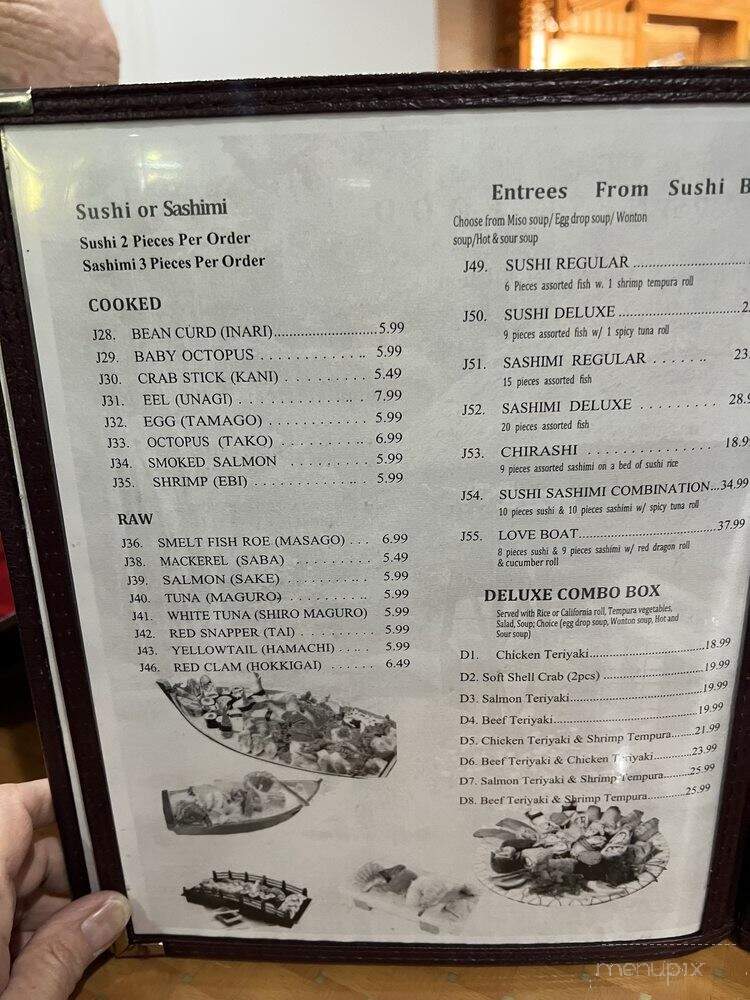 Sushi or Sashimi
Sushi 2 Pieces Per Order
Sashimi 3 Pieces Per Order
COOKED
J28. BEAN CURD (INARI)..............................5.99
J29. BABY OCTOPUS . . . . . . . . . . . .. 5.99
J30. CRAB STICK (KANI) . . . . . . . . . . 5.49
J31. EEL (UNAGI) . . . . . . . . . . . .. . 7.99
J32. EGG (TAMAGO) . . . . . . . . . . .. 5.99
J33. OCTOPUS (TAKO) . . . . . . . . . .. 6.99
J34. SMOKED SALMON . . . . . . . . . 5.99
J35. SHRIMP (EBI) . . . . . . . . . . . .. . 5.99
RAW
J36. SMELT FISH ROE (MASAGO) . . . 6.99
J38. MACKEREL (SABA) . . . . . . . . . 5.49
J39. SALMON (SAKE) . . . . . . . . . .. 5.99
J40. TUNA (MAGURO) . . . . . . . . . .. 5.99
J41. WHITE TUNA (SHIRO MAGURO) 5.99
J42. RED SNAPPER (TAI) . . . . . . . . . 5.99
J43. YELLOWTAIL (HAMACHI) . . .. . 5.99
J46. RED CLAM (HOKKIGAI) . . . . . . 6.49
Entrees From Sushi B
Choose from Miso soup/ Egg drop soup/ Wonton
soup/Hot & sour soup
J49. SUSHI REGULAR ...........................
6 Pieces assorted fish w. 1 shrimp tempura roll
J50. SUSHI DELUXE ..............................2
9 pieces assorted fish w/ 1 spicy tuna roll
J51. SASHIMI REGULAR . . . . . .. 23.
15 pieces assorted fish
J52. SASHIMI DELUXE . . . . . . . . . 28.9
20 pieces assorted fish
J53. CHIRASHI . . . . . . . . . . . . . . 18.9
9 pieces assorted sashimi on a bed of sushi rice
J54. SUSHI SASHIMI COMBINATION...34.99
10 pieces sushi & 10 pieces sashimi w/ spicy tuna roll
J55. LOVE BOAT.....................................37.99
8 pieces sushi & 9 pieces sashimi w/ red dragon roll
& cucumber roll
DELUXE COMBO BOX
Served with Rice or California roll, Tempura vegetables,
Salad, Soup; Choice (egg drop soup, Wonton soup, Hot and
Sour soup)
D1. Chicken Teriyaki..................................18.99
D2. Soft Shell Crab (2pcs) .............................19.99
D3. Salmon Teriyaki.....................................19.99
D4. Beef Teriyaki.........................................19.99
D5. Chicken Teriyaki & Shrimp Tempura........21.99
D6. Beef Teriyaki & Chicken Teriyaki..............23.99
D7. Salmon Teriyaki & Shrimp Tempura..........25.99
D8. Beef Teriyaki & Shrimp Tempura...............25.99
menupix